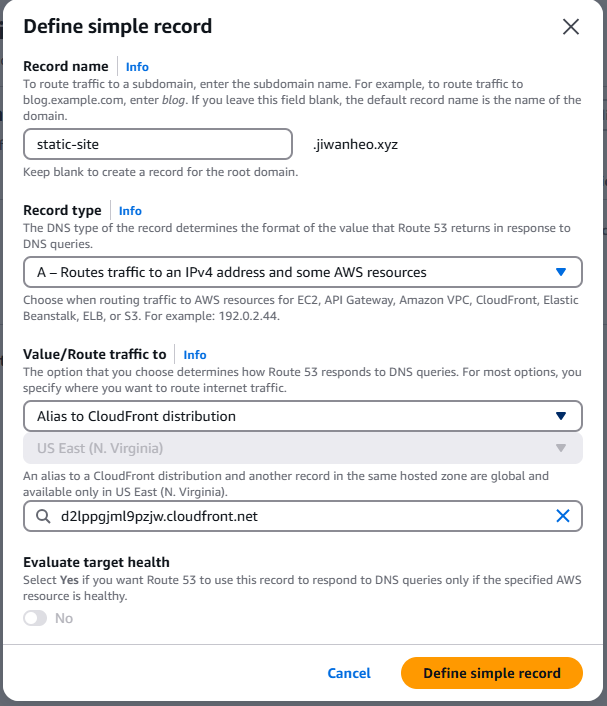 Define simple record
Record name
Info
To route traffic to a subdomain, enter the subdomain name. For example, to route traffic to
blog.example.com, enter blog. If you leave this field blank, the default record name is the name of the
domain.
static-site
.jiwanheo.xyz
Keep blank to create a record for the root domain.
Record type
Info
The DNS type of the record determines the format of the value that Route 53 returns in response to
DNS queries.
A – Routes traffic to an IPv4 address and some AWS resources
Choose when routing traffic to AWS resources for EC2, API Gateway, Amazon VPC, CloudFront, Elastic
Beanstalk, ELB, or S3. For example: 192.0.2.44.
Value/Route traffic to
Info
The option that you choose determines how Route 53 responds to DNS queries. For most options, you
specify where you want to route internet traffic.
Alias to CloudFront distribution
US East (N. Virginia)
An alias to a CloudFront distribution and another record in the same hosted zone are global and
available only in US East (N. Virginia).
d2lppgjml9pzjw.cloudfront.net
Evaluate target health
Select Yes if you want Route 53 to use this record to respond to DNS queries only if the specified AWS
resource is healthy.
No
Cancel
Define simple record